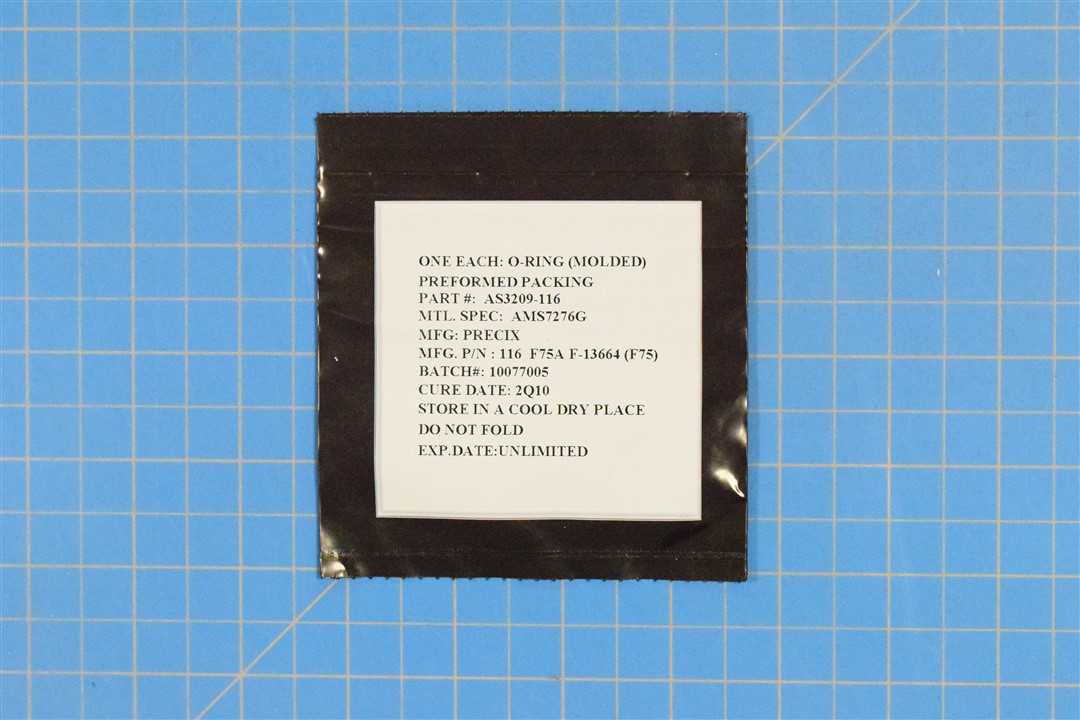 ONE EACH: O-RING (MOLDED)
PREFORMED PACKING
PART #: AS3209-116
MTL. SPEC: AMS7276G
MFG: PRECIX
MFG. P/N : 116 F75A F-13664 (F75)
BATCH#: 10077005
CURE DATE: 2Q10
STORE IN A COOL DRY PLACE
DO NOT FOLD
EXP.DATE:UNLIMITED